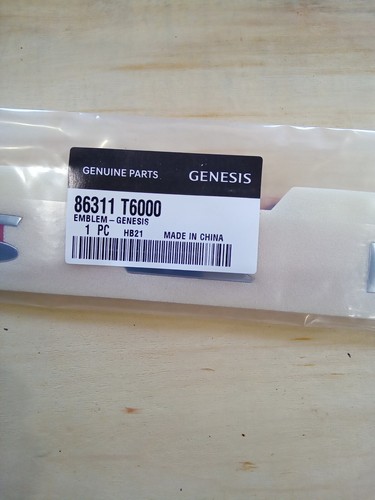 GENUINE PARTS GENESIS
86311 T6000
EMBLEM-GENESIS
1 PC HB21 MADE IN CHINA